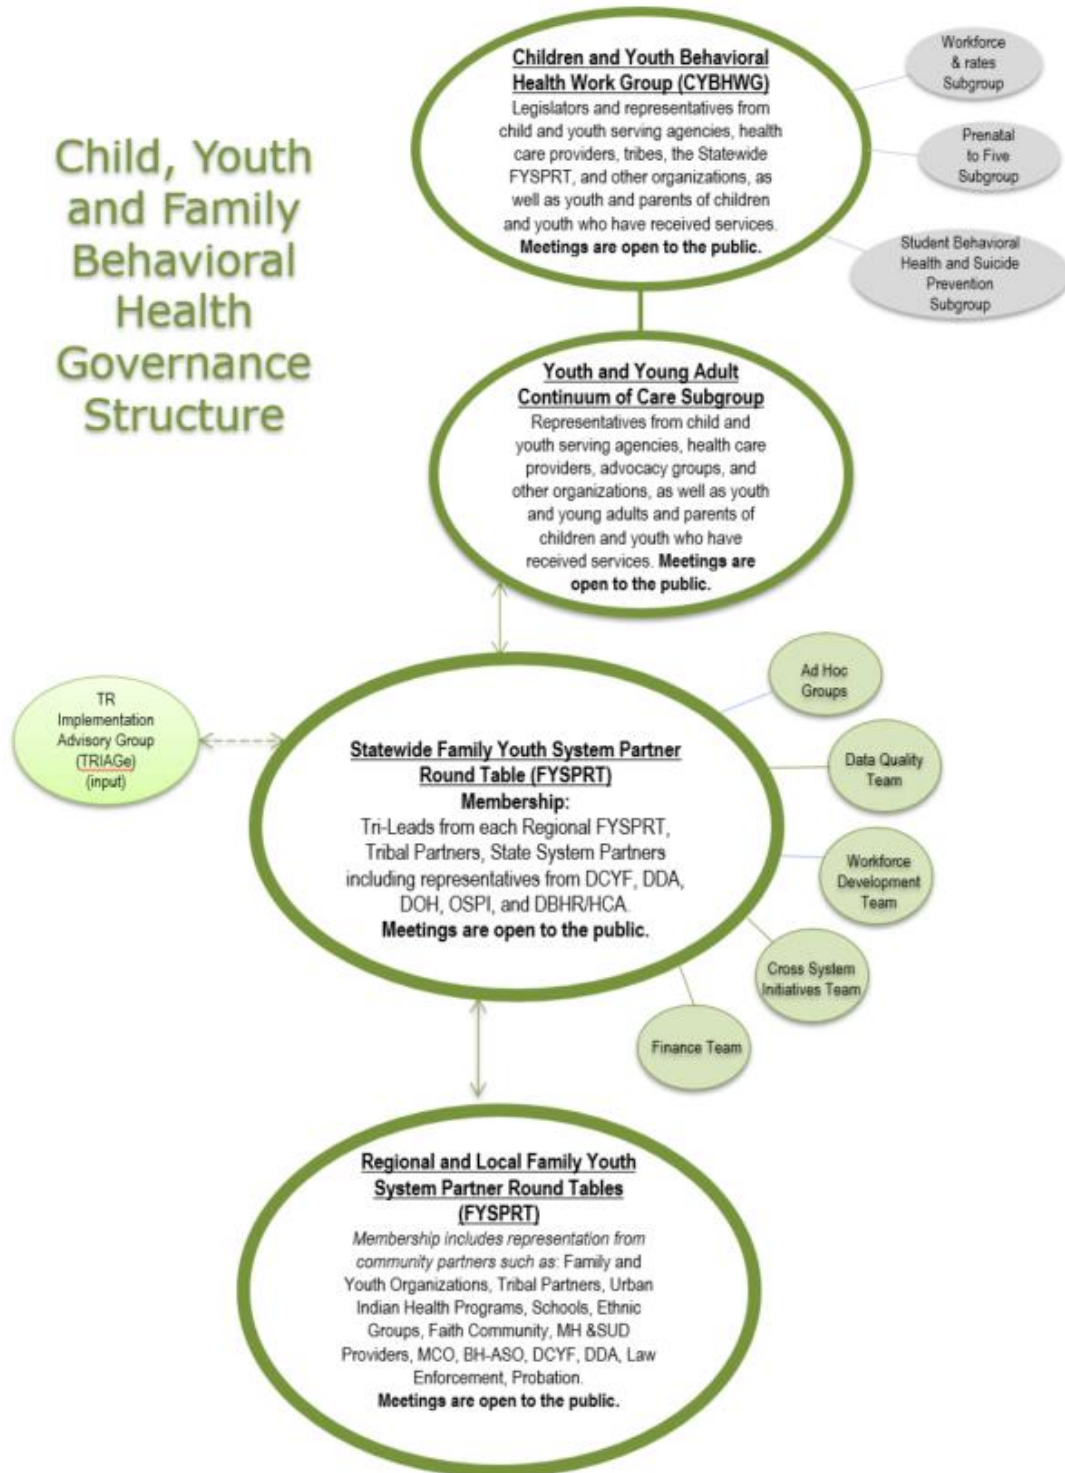 Child, Youth
and Family
Behavioral
Health
Governance
Structure
Children and Youth Behavioral
Health Work Group (CYBHWG)
Legislators and representatives from
child and youth serving agencies, health
care providers, tribes, the Statewide
FYSPRT, and other organizations, as
well as youth and parents of children
and youth who have received services.
Meetings are open to the public.
Workforce
& rates
Subgroup
Prenatal
to Five
Subgroup
Student Behavioral
Health and Suicide
Prevention
Subgroup
Youth and Young Adult
Continuum of Care Subgroup
Representatives from child and
youth serving agencies, health care
providers, advocacy groups, and
other organizations, as well as youth
and young adults and parents of
children and youth who have
received services. Meetings are
open to the public.
TR
Implementation
Advisory Group
(TRIAGe)
(input)
Statewide Family Youth System Partner
Round Table (FYSPRT)
Membership:
Tri-Leads from each Regional FYSPRT,
Tribal Partners, State System Partners
including representatives from DCYF, DDA,
DOH, OSPI, and DBHR/HCA.
Meetings are open to the public.
Ad Hoc
Groups
Data Quality
Team
Workforce
Development
Team
Cross System
Initiatives Team
Finance Team
Regional and Local Family Youth
System Partner Round Tables
(FYSPRT)
Membership includes representation from
community partners such as: Family and
Youth Organizations, Tribal Partners, Urban
Indian Health Programs, Schools, Ethnic
Groups, Faith Community, MH &SUD
Providers, MCO, BH-ASO, DCYF, DDA, Law
Enforcement, Probation.
Meetings are open to the public.